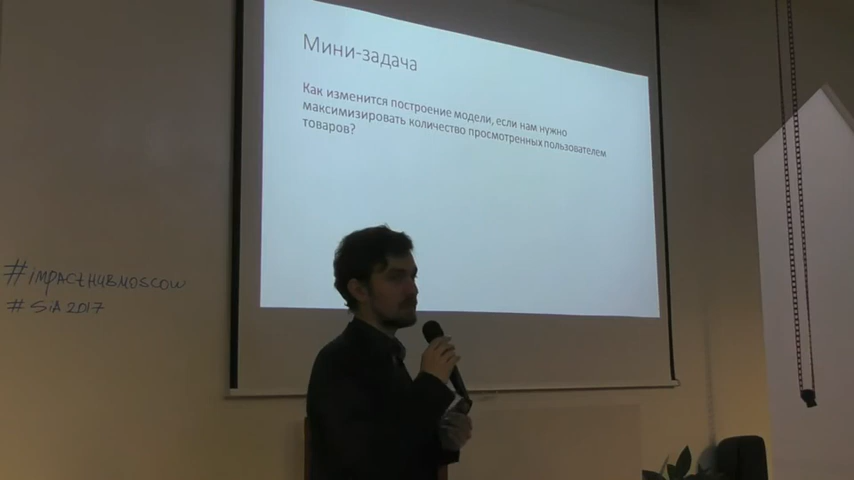 Мини-задача
Как изменится построение модели, если нам нужно
максимизировать количество просмотренных пользователем
товаров?
#IMPACTHUBMOSCOW
# SiA 2017